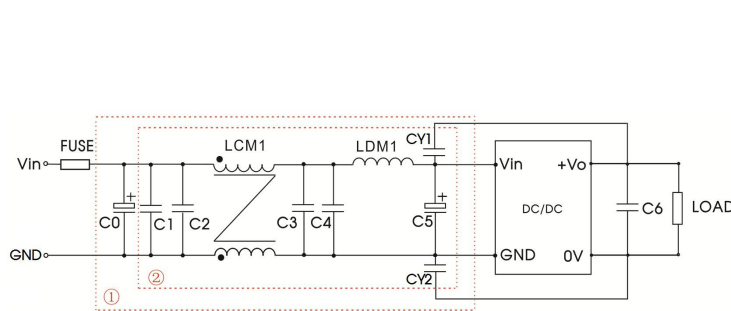 FUSE
LCM1
LDM1
CY1
Vin
Vin
+Vo
C0
+
C1
C2
C3
C4
C5
+
DC/DC
C6
LOAD
GND
GND
0V
CY2
①
②